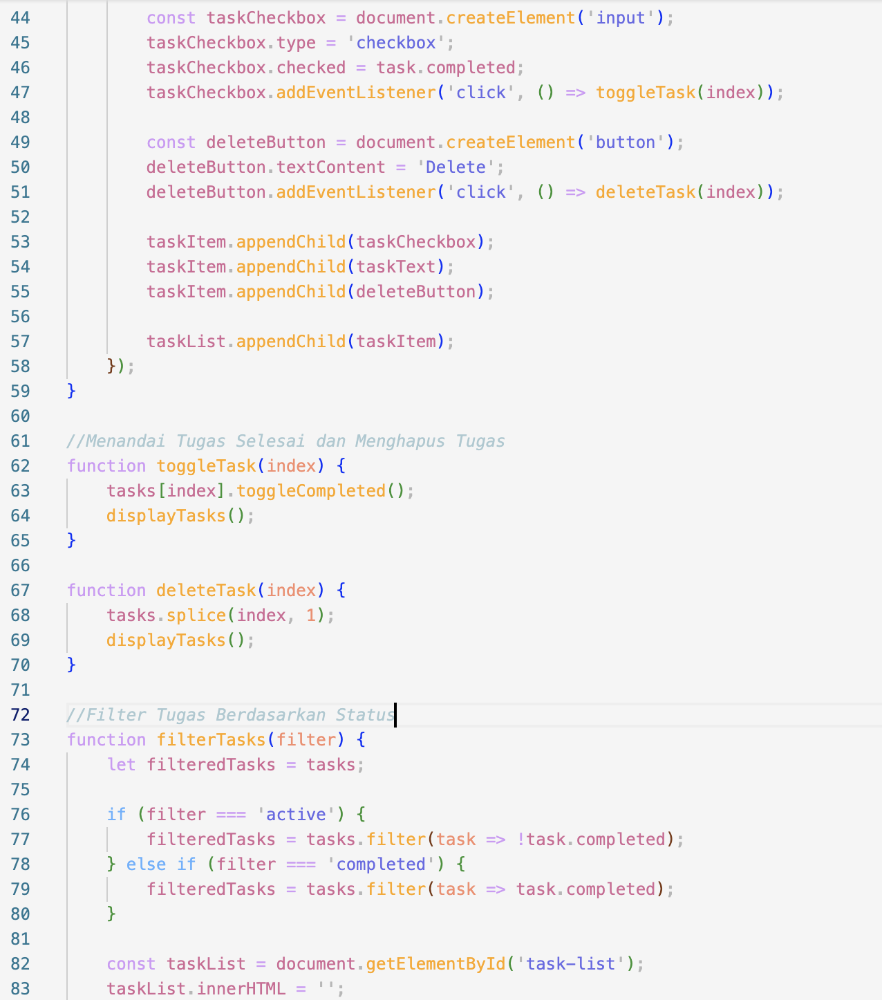 44 const taskCheckbox = document.createElement('input');
45 taskCheckbox.type = 'checkbox';
46 taskCheckbox.checked = task.completed;
47 taskCheckbox.addEventListener('click', () => toggleTask(index));
48
49 const deleteButton = document.createElement('button');
50 deleteButton.textContent = 'Delete';
51 deleteButton.addEventListener('click', () => deleteTask(index));
52
53 taskItem.appendChild(taskCheckbox);
54 taskItem.appendChild(taskText);
55 taskItem.appendChild(deleteButton);
56
57 taskList.appendChild(taskItem);
58 });
59 }
60
61 //Menandai Tugas Selesai dan Menghapus Tugas
62 function toggleTask(index) {
63 tasks[index].toggleCompleted();
64 displayTasks();
65 }
66
67 function deleteTask(index) {
68 tasks.splice(index, 1);
69 displayTasks();
70 }
71
72 //Filter Tugas Berdasarkan Status
73 function filterTasks(filter) {
74 let filteredTasks = tasks;
75
76 if (filter === 'active') {
77 filteredTasks = tasks.filter(task => !task.completed);
78 } else if (filter === 'completed') {
79 filteredTasks = tasks.filter(task => task.completed);
80 }
81
82 const taskList = document.getElementById('task-list');
83 taskList.innerHTML = '';